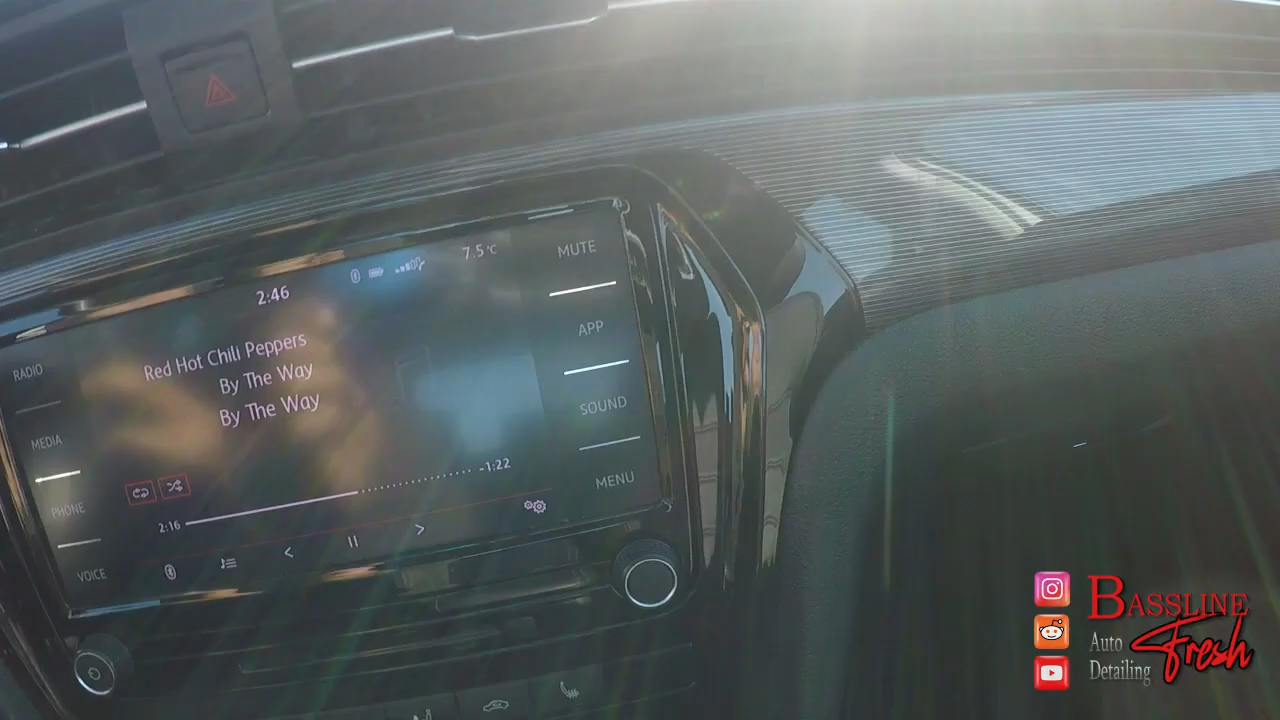 7.5°C
2:46
MUTE
RADIO
Red Hot Chili Peppers
By The Way
By The Way
APP
MEDIA
SOUND
PHONE
2:16
-1:22
MENU
VOICE
BASSLINE
Auto
Fresh
Detailing